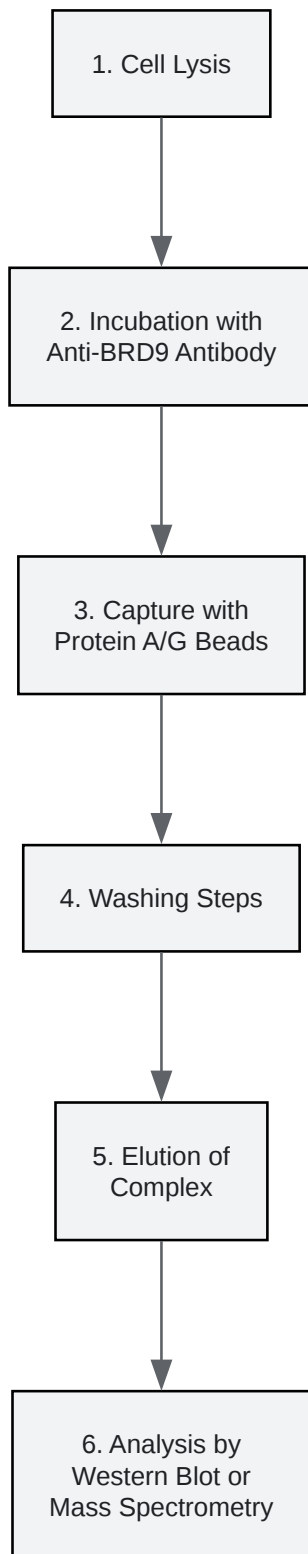 1. Cell Lysis
2. Incubation with
Anti-BRD9 Antibody
3. Capture with
Protein A/G Beads
4. Washing Steps
5. Elution of
Complex
6. Analysis by
Western Blot or
Mass Spectrometry